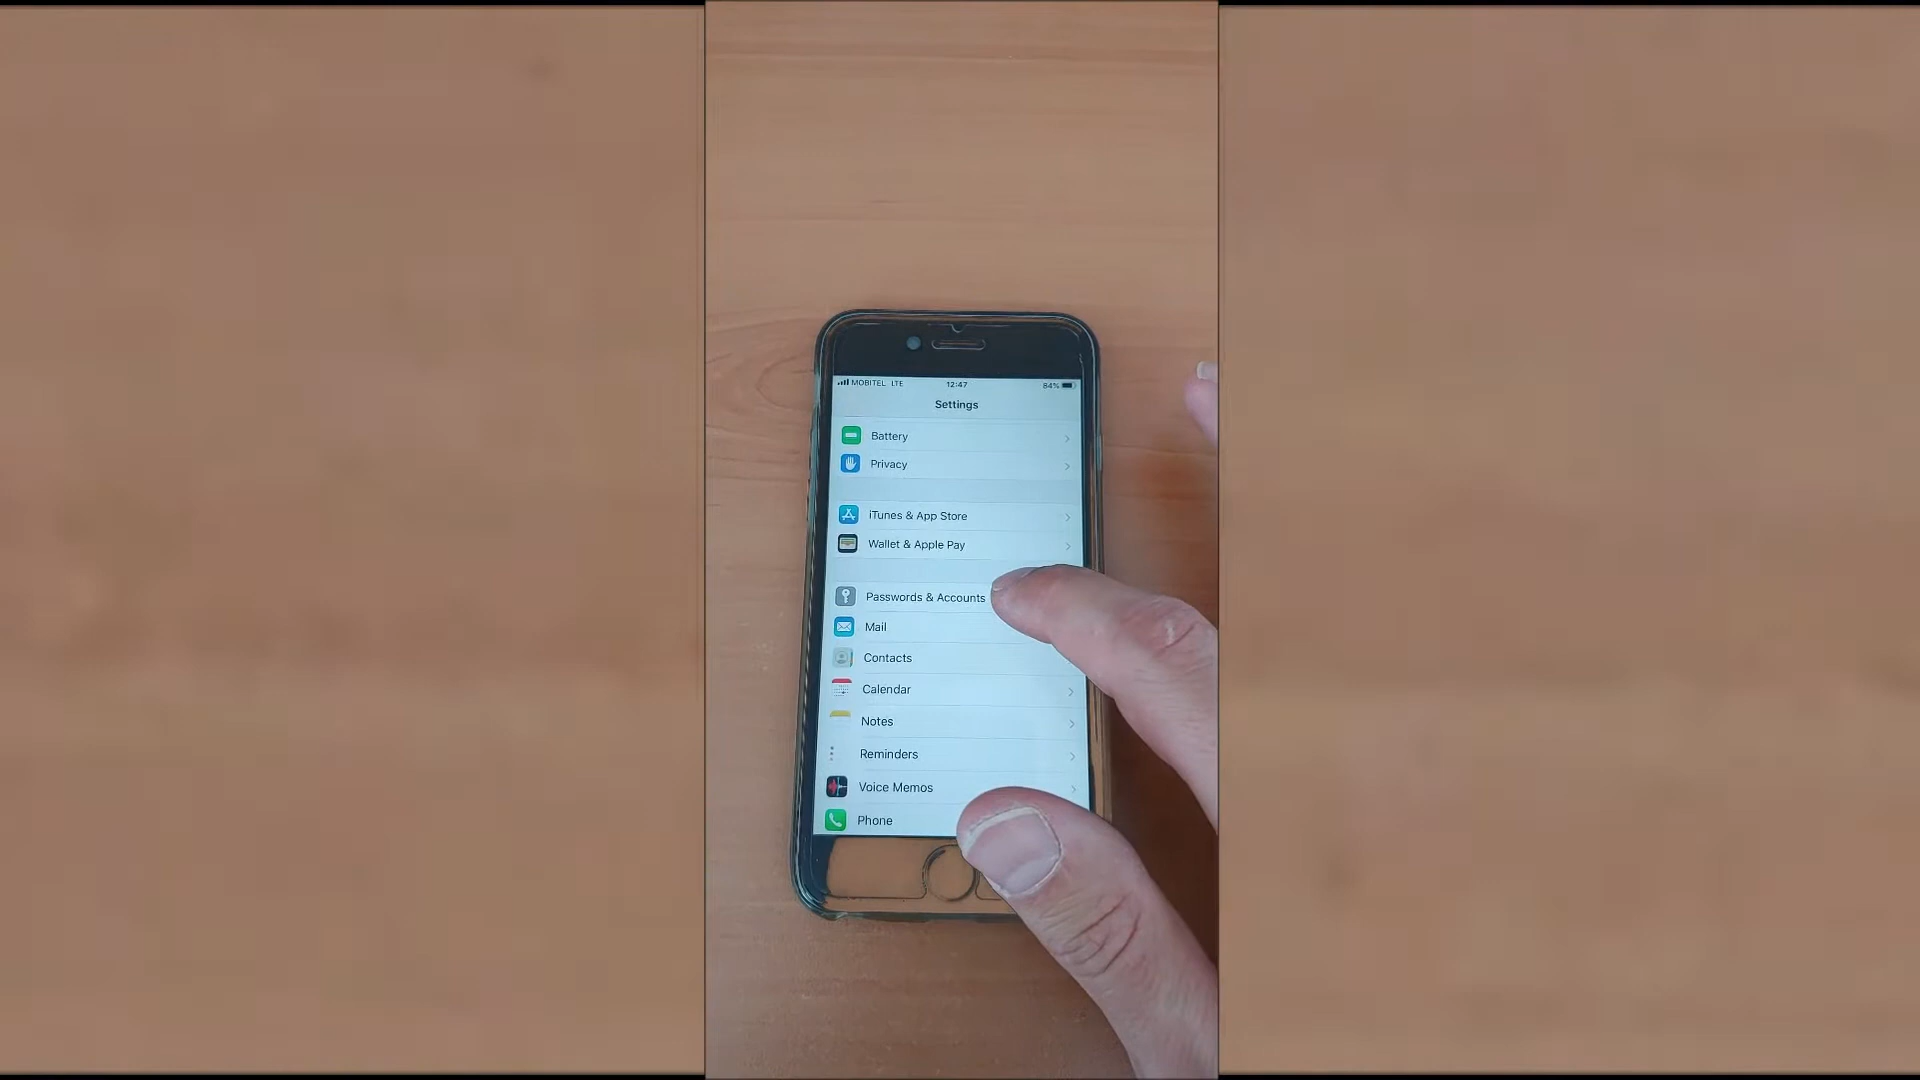 MOBITEL LTE 12:47 84%
Settings
Battery
Privacy
iTunes & App Store
Wallet & Apple Pay
Passwords & Accounts
Mail
Contacts
Calendar
Notes
Reminders
Voice Memos
Phone